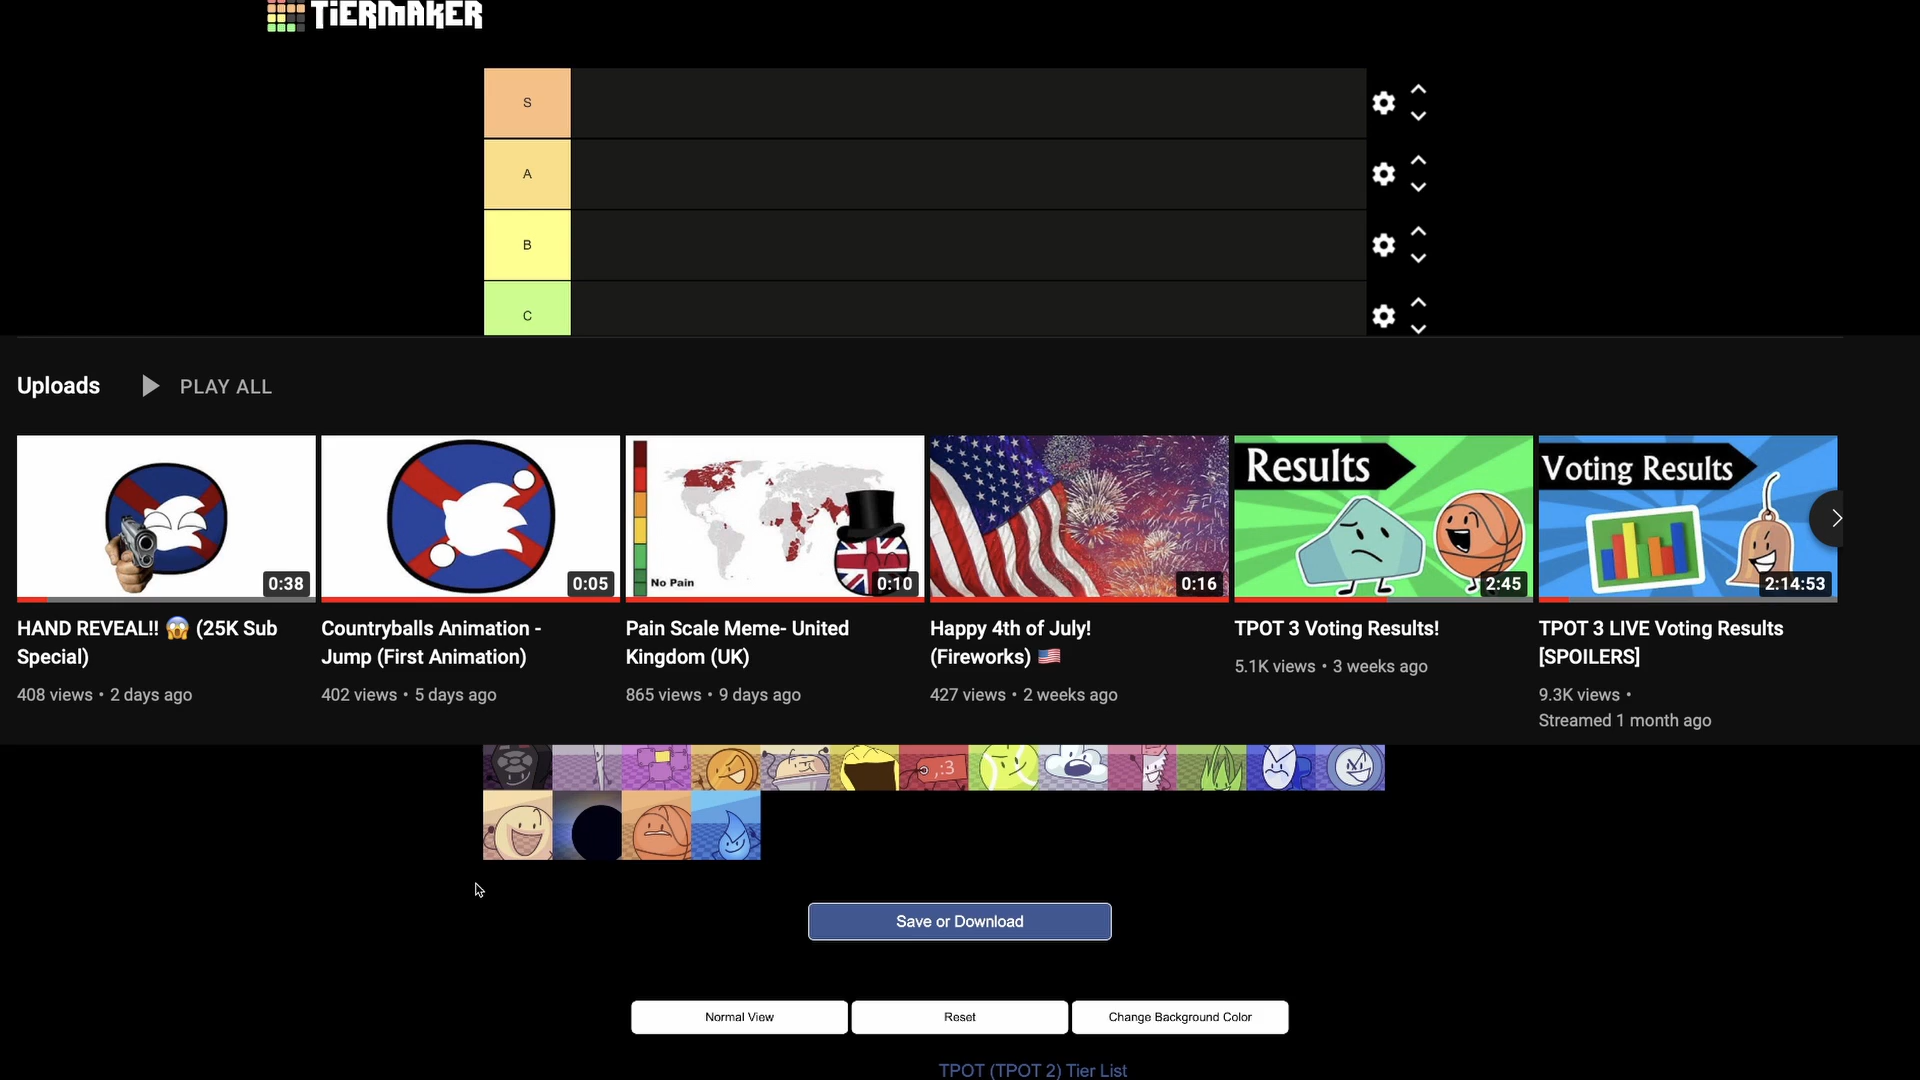 TiERMAKER
S
A
B
C
Uploads
PLAY ALL
0:38
0:05
No Pain
0:10
0:16
Results
2:45
Voting Results
2:14:53
HAND REVEAL!! 😱 (25K Sub
Special)
408 views • 2 days ago
Countryballs Animation -
Jump (First Animation)
402 views • 5 days ago
Pain Scale Meme- United
Kingdom (UK)
865 views • 9 days ago
Happy 4th of July!
(Fireworks) 🇺🇸
427 views • 2 weeks ago
TPOT 3 Voting Results!
5.1K views • 3 weeks ago
TPOT 3 LIVE Voting Results
[SPOILERS]
9.3K views •
Streamed 1 month ago
,:3
Save or Download
Normal View
Reset
Change Background Color
TPOT (TPOT 2) Tier List